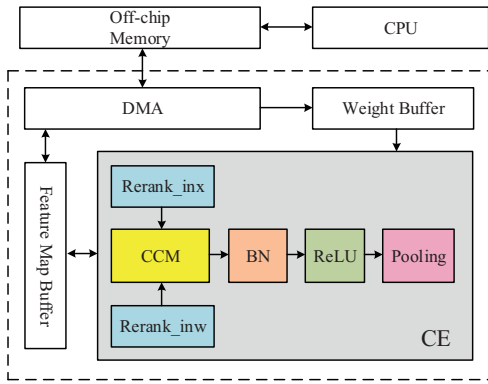 Off-chip
Memory
CPU
DMA
Weight Buffer
Feature Map
Buffer
Rerank_inx
CCM
BN
ReLU
Pooling
Rerank_inw
CE